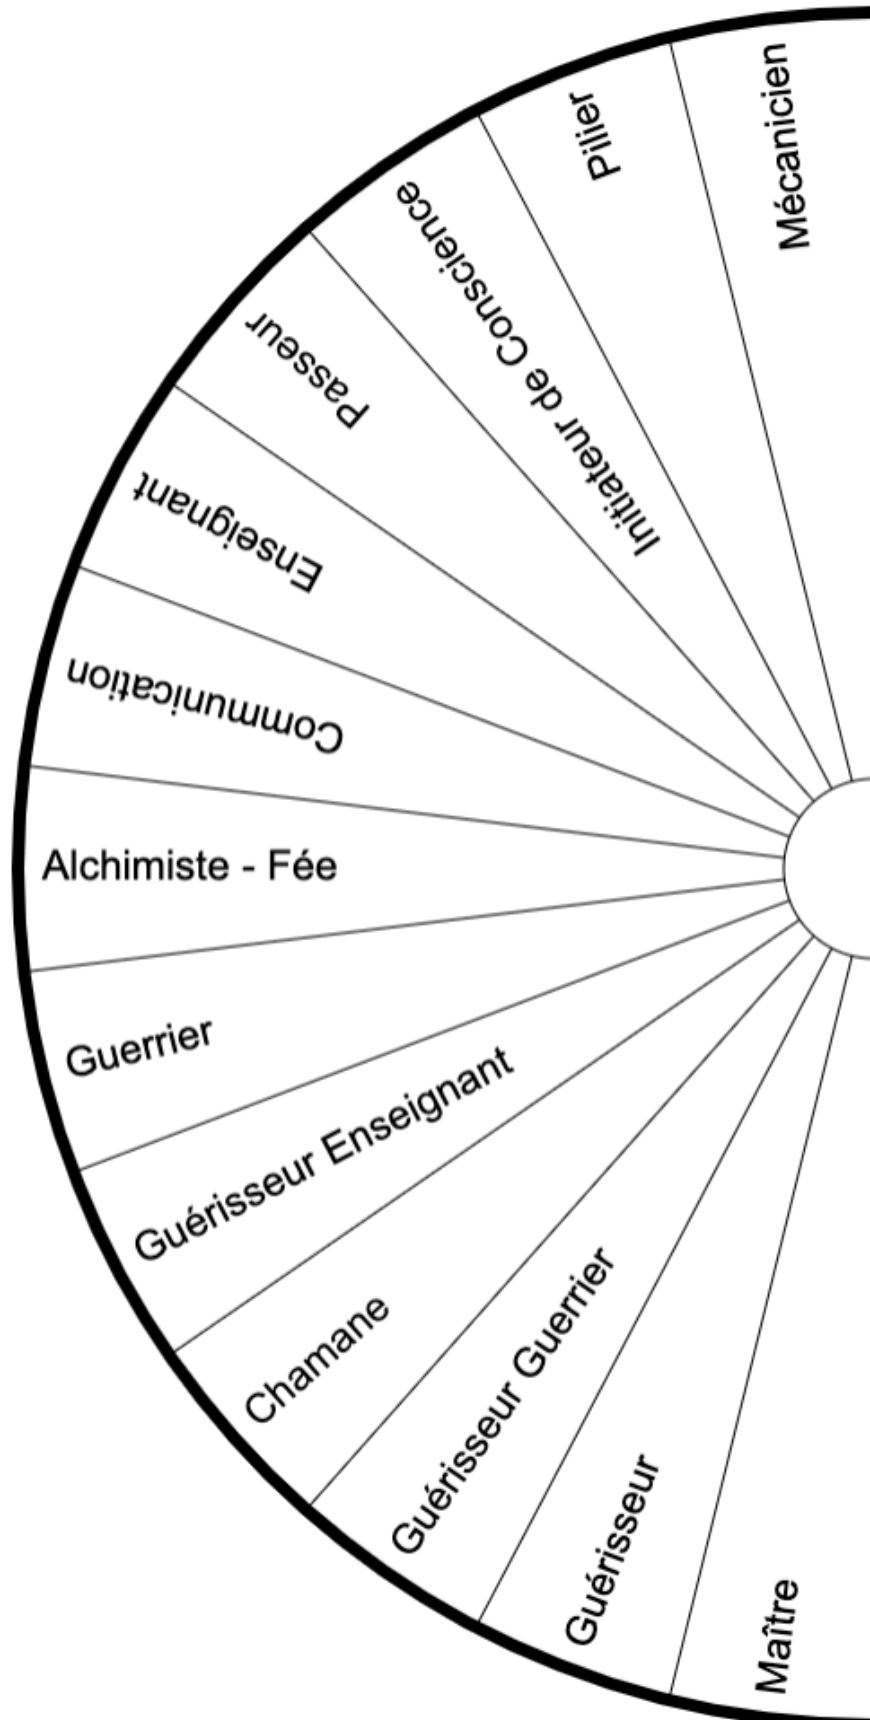 Mécanicien
Pilier
Initiateur de Conscience
Passeur
Enseignant
Communication
Alchimiste - Fée
Guerrier
Guérisseur Enseignant
Chamane
Guérisseur Guerrier
Guérisseur
Maître